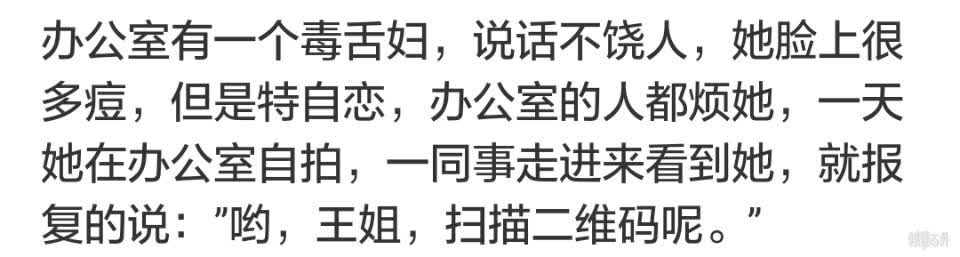 办公室有一个毒舌妇，说话不饶人，她脸上很
多痘，但是特自恋，办公室的人都烦她，一天
她在办公室自拍，一同事走进来看到她，就报
复的说："哟，王姐，扫描二维码呢。"